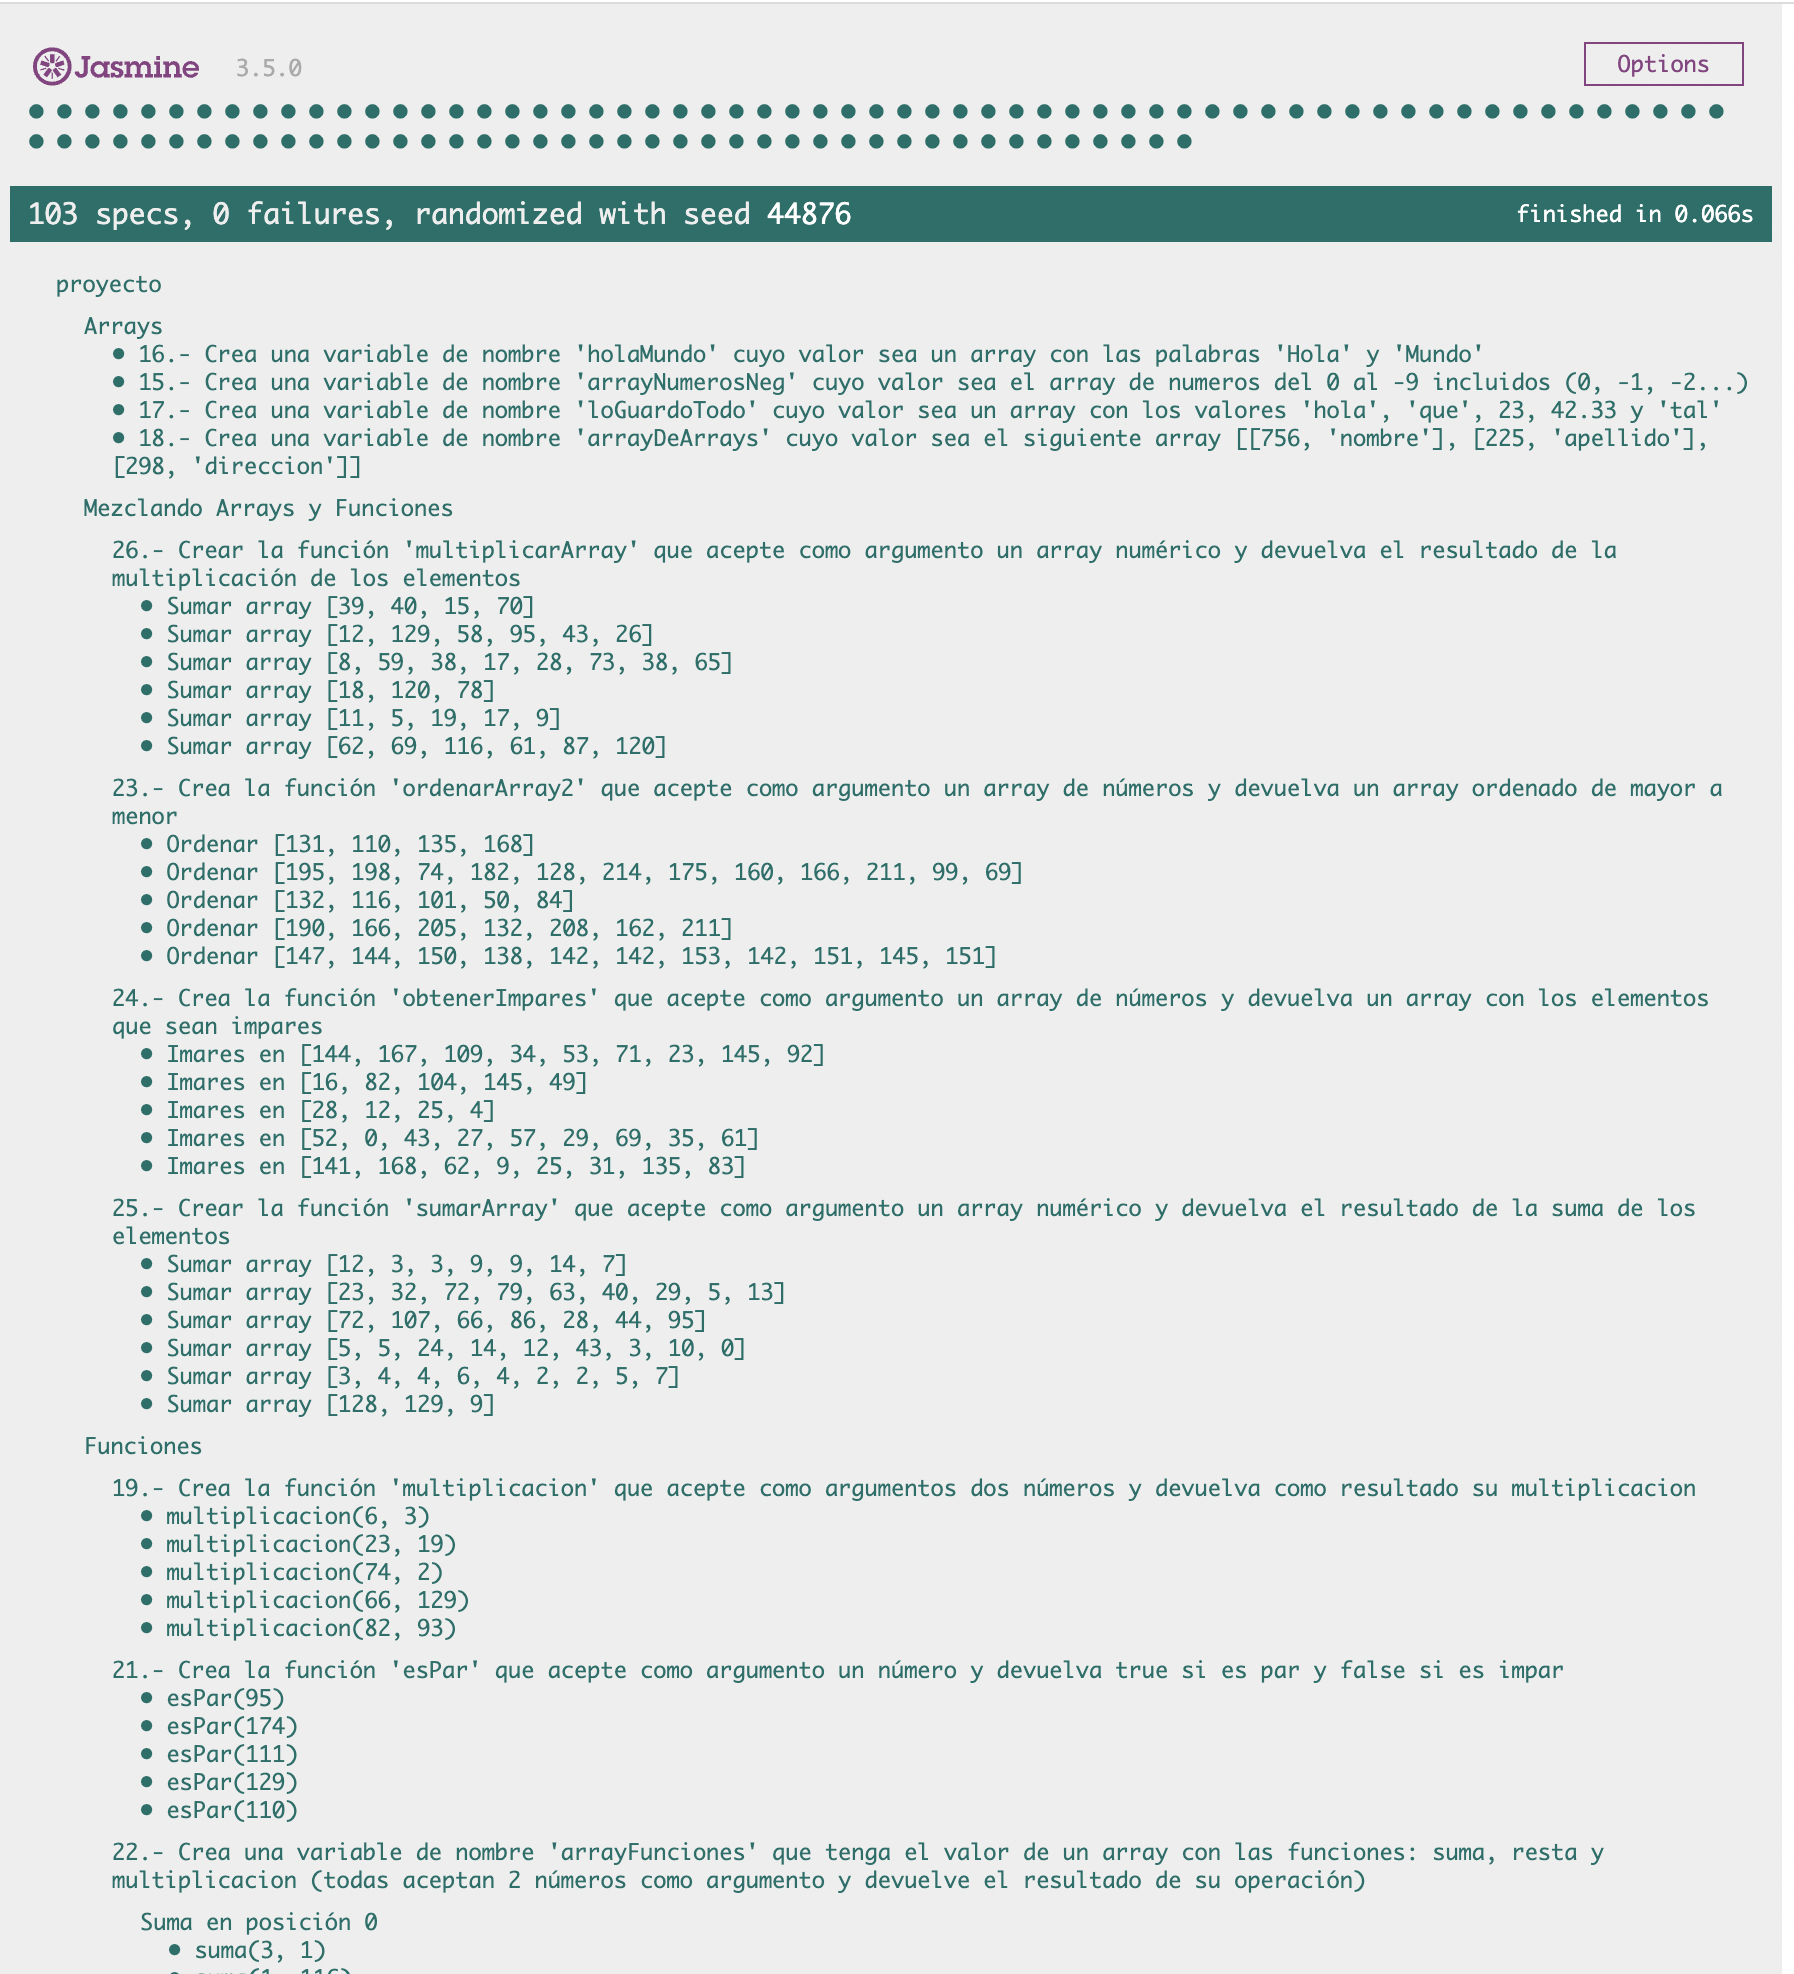 Jasmine 3.5.0 Options
103 specs, 0 failures, randomized with seed 44876 finished in 0.066s
proyecto
Arrays
• 16.- Crea una variable de nombre 'holaMundo' cuyo valor sea un array con las palabras 'Hola' y 'Mundo'
• 15.- Crea una variable de nombre 'arrayNumerosNeg' cuyo valor sea el array de numeros del 0 al -9 incluidos (0, -1, -2...)
• 17.- Crea una variable de nombre 'loGuardoTodo' cuyo valor sea un array con los valores 'hola', 'que', 23, 42.33 y 'tal'
• 18.- Crea una variable de nombre 'arrayDeArrays' cuyo valor sea el siguiente array [[756, 'nombre'], [225, 'apellido'],
[298, 'direccion']]
Mezclando Arrays y Funciones
26.- Crear la función 'multiplicarArray' que acepte como argumento un array numérico y devuelva el resultado de la
multiplicación de los elementos
• Sumar array [39, 40, 15, 70]
• Sumar array [12, 129, 58, 95, 43, 26]
• Sumar array [8, 59, 38, 17, 28, 73, 38, 65]
• Sumar array [18, 120, 78]
• Sumar array [11, 5, 19, 17, 9]
• Sumar array [62, 69, 116, 61, 87, 120]
23.- Crea la función 'ordenarArray2' que acepte como argumento un array de números y devuelva un array ordenado de mayor a
menor
• Ordenar [131, 110, 135, 168]
• Ordenar [195, 198, 74, 182, 128, 214, 175, 160, 166, 211, 99, 69]
• Ordenar [132, 116, 101, 50, 84]
• Ordenar [190, 166, 205, 132, 208, 162, 211]
• Ordenar [147, 144, 150, 138, 142, 142, 153, 142, 151, 145, 151]
24.- Crea la función 'obtenerImpares' que acepte como argumento un array de números y devuelva un array con los elementos
que sean impares
• Imares en [144, 167, 109, 34, 53, 71, 23, 145, 92]
• Imares en [16, 82, 104, 145, 49]
• Imares en [28, 12, 25, 4]
• Imares en [52, 0, 43, 27, 57, 29, 69, 35, 61]
• Imares en [141, 168, 62, 9, 25, 31, 135, 83]
25.- Crear la función 'sumarArray' que acepte como argumento un array numérico y devuelva el resultado de la suma de los
elementos
• Sumar array [12, 3, 3, 9, 9, 14, 7]
• Sumar array [23, 32, 72, 79, 63, 40, 29, 5, 13]
• Sumar array [72, 107, 66, 86, 28, 44, 95]
• Sumar array [5, 5, 24, 14, 12, 43, 3, 10, 0]
• Sumar array [3, 4, 4, 6, 4, 2, 2, 5, 7]
• Sumar array [128, 129, 9]
Funciones
19.- Crea la función 'multiplicacion' que acepte como argumentos dos números y devuelva como resultado su multiplicacion
• multiplicacion(6, 3)
• multiplicacion(23, 19)
• multiplicacion(74, 2)
• multiplicacion(66, 129)
• multiplicacion(82, 93)
21.- Crea la función 'esPar' que acepte como argumento un número y devuelva true si es par y false si es impar
• esPar(95)
• esPar(174)
• esPar(111)
• esPar(129)
• esPar(110)
22.- Crea una variable de nombre 'arrayFunciones' que tenga el valor de un array con las funciones: suma, resta y
multiplicacion (todas aceptan 2 números como argumento y devuelve el resultado de su operación)
Suma en posición 0
• suma(3, 1)